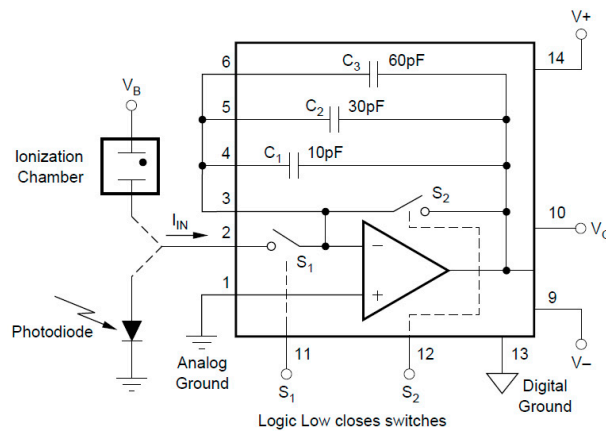 V+
6
C3 60pF
14
VB
5
C2 30pF
Ionization
Chamber
4
C1 10pF
3
S2
IIN
2
S1
10
VO
1
9
Photodiode
Analog
Ground
11
12
13
V–
S1
S2
Digital
Ground
Logic Low closes switches